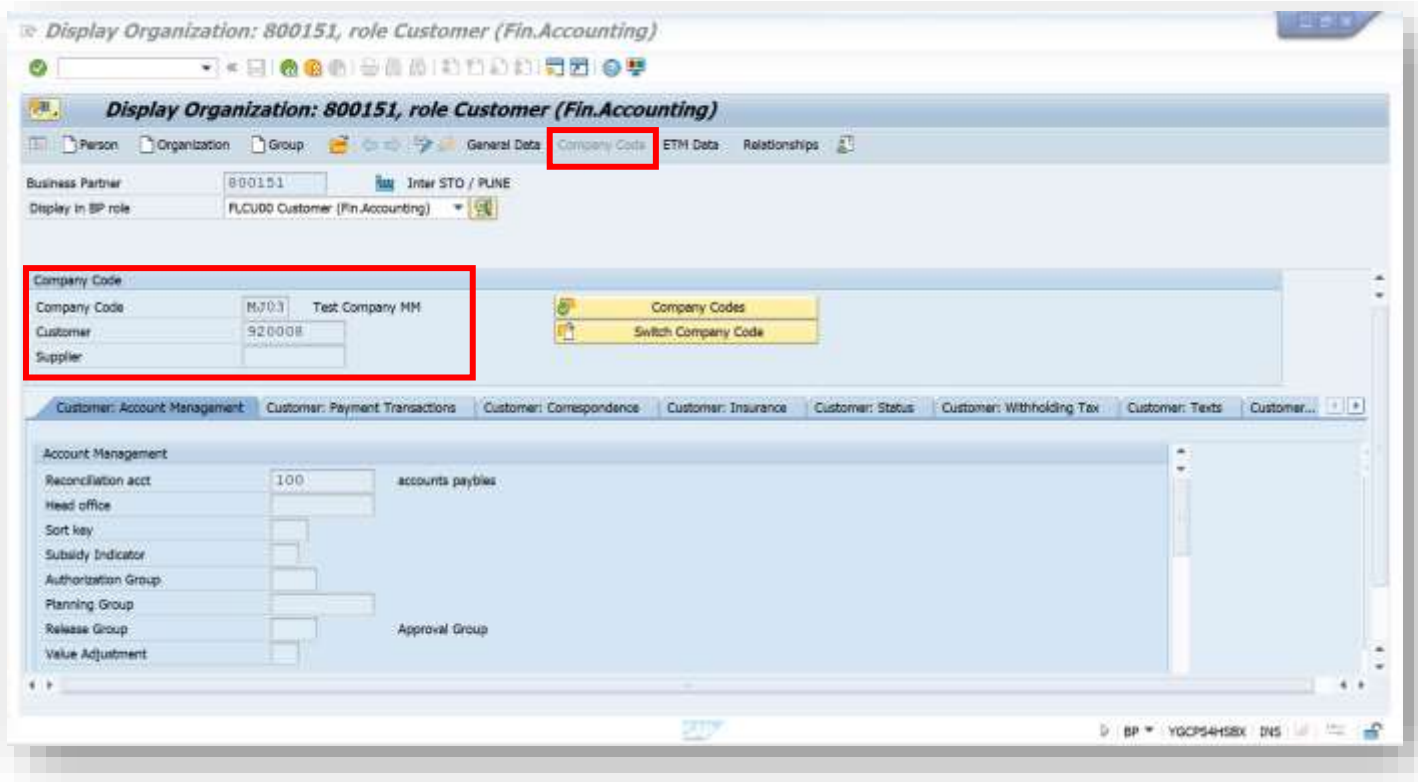 Display Organization: 800151, role Customer (Fin.Accounting)
Display Organization: 800151, role Customer (Fin.Accounting)
Person Organization Group General Data Company Code ETM Data Relationships
Business Partner 800151 Inter STO / PUNE
Display in BP role FLCU00 Customer (Fin.Accounting)
Company Code
Company Code MJ03 Test Company MM Company Codes
Customer 920008 Switch Company Code
Supplier
Customer: Account Management Customer: Payment Transactions Customer: Correspondence Customer: Insurance Customer: Status Customer: Withholding Tax Customer: Texts Customer...
Account Management
Reconciliation acct 100 accounts paybles
Head office
Sort key
Subsidy Indicator
Authorization Group
Planning Group
Release Group Approval Group
Value Adjustment
SAP BP YGCPS4HSBX INS